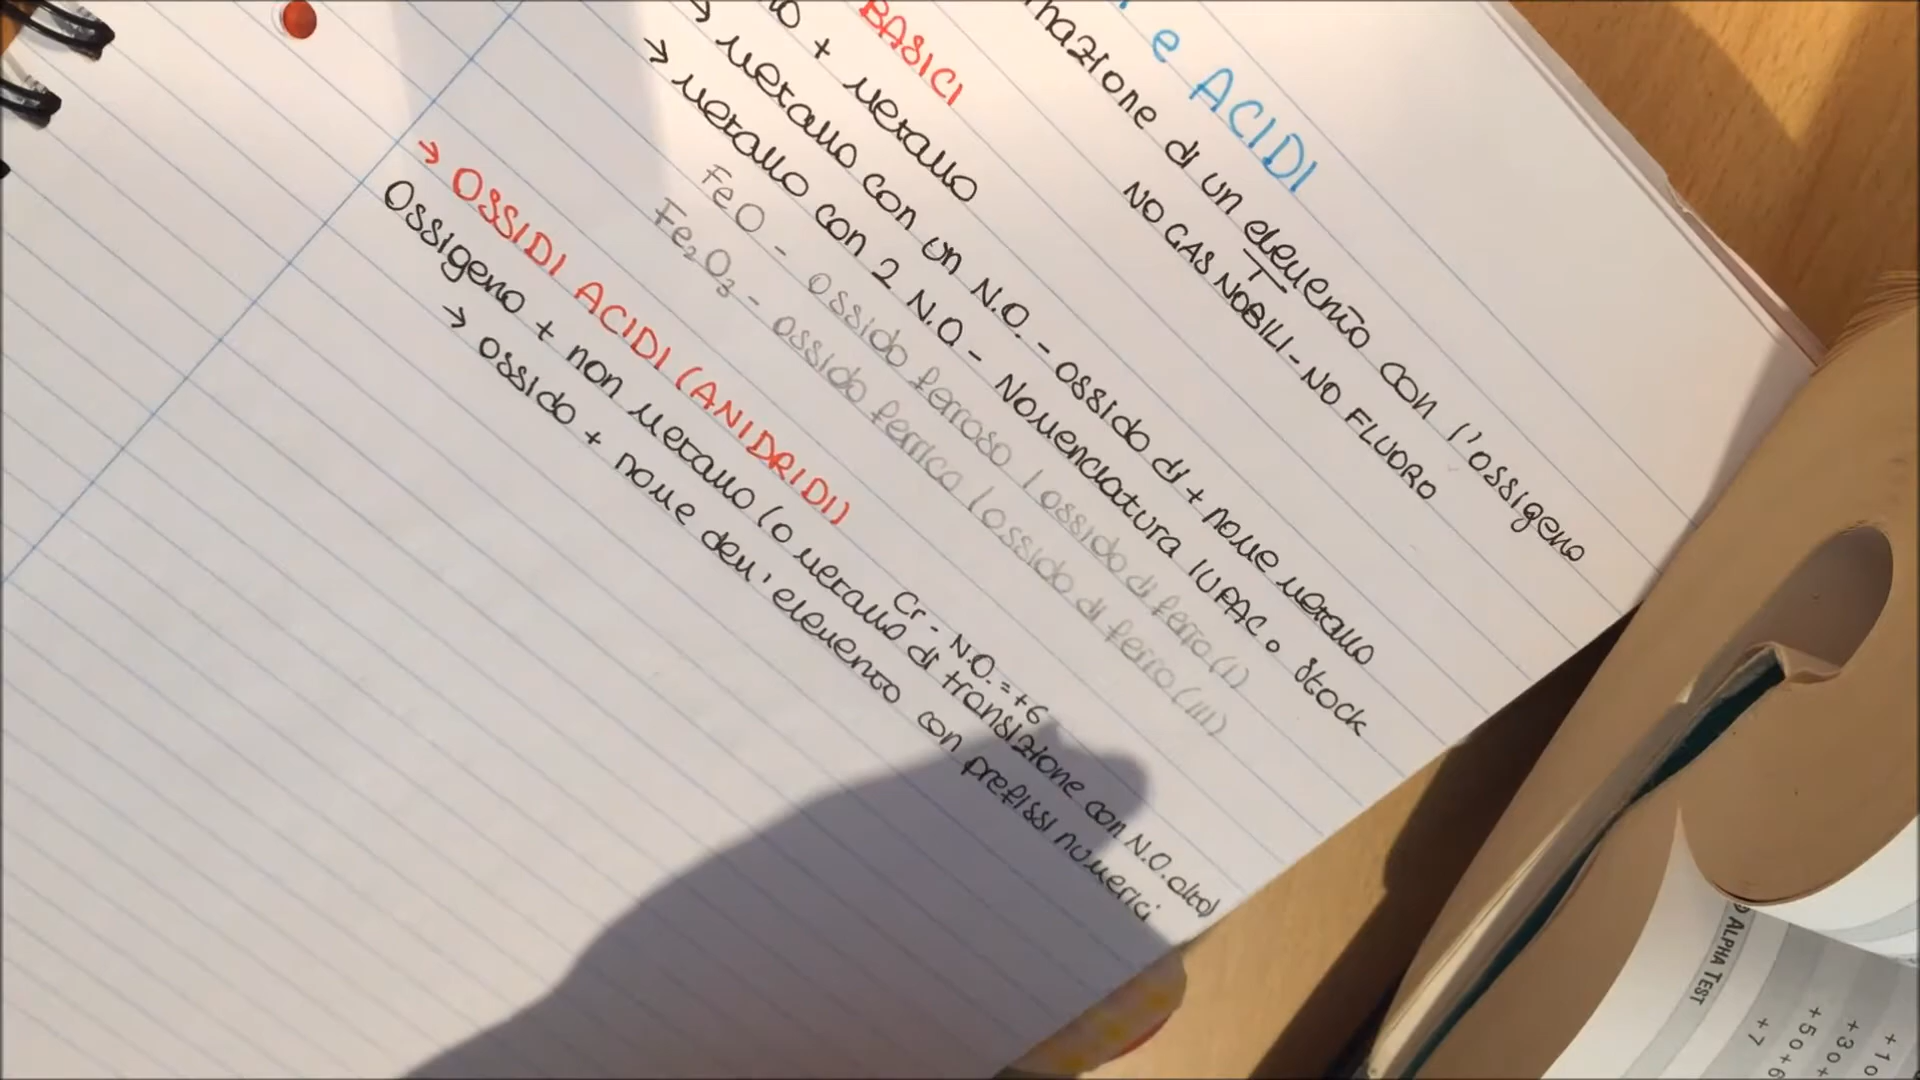 e ACIDI
mazione di un elemento con l'ossigeno
NO GAS NOBILI - NO FLUORO
BASICI
no + metallo
→ metallo con un N.O. - ossido di + nome metallo
→ metallo con 2 N.O - Nomenclatura IUPAC o Stock
FeO - ossido ferroso / ossido di ferro (I)
Fe₂O₃ - ossido ferrico / ossido di ferro (III)
→ OSSIDI ACIDI (ANIDRIDI)
Cr - N.O. = +6
Ossigeno + non metallo (o metallo di transizione con N.O. alto)
→ ossido + nome dell'elemento con prefissi numerici
ALPHA TEST
+7